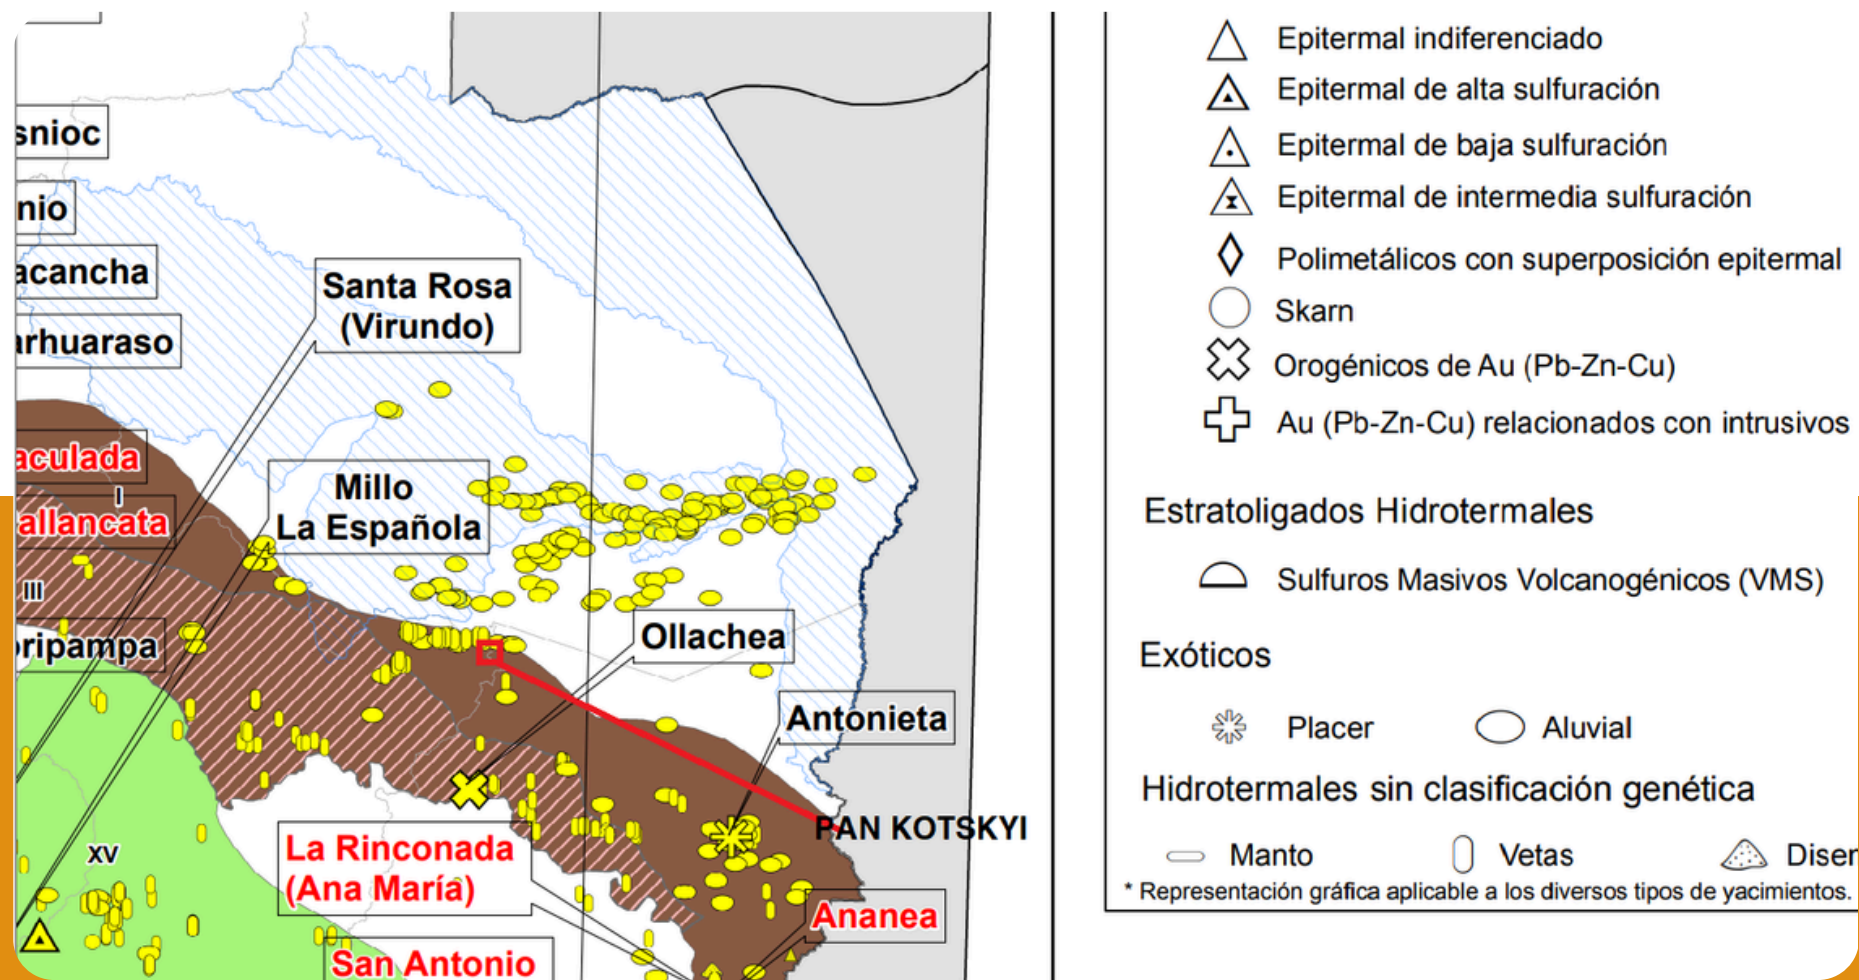 snioc
nio
acancha
arhuaraso
Santa Rosa
(Virundo)
aculada
I
allancata
Millo
La Española
III
oripampa
Ollachea
Antonieta
PAN KOTSKYI
La Rinconada
(Ana María)
XV
Ananea
San Antonio
Epitermal indiferenciado
Epitermal de alta sulfuración
Epitermal de baja sulfuración
Epitermal de intermedia sulfuración
Polimetálicos con superposición epitermal
Skarn
Orogénicos de Au (Pb-Zn-Cu)
Au (Pb-Zn-Cu) relacionados con intrusivos
Estratoligados Hidrotermales
Sulfuros Masivos Volcanogénicos (VMS)
Exóticos
Placer Aluvial
Hidrotermales sin clasificación genética
Manto Vetas Diser
* Representación gráfica aplicable a los diversos tipos de yacimientos.